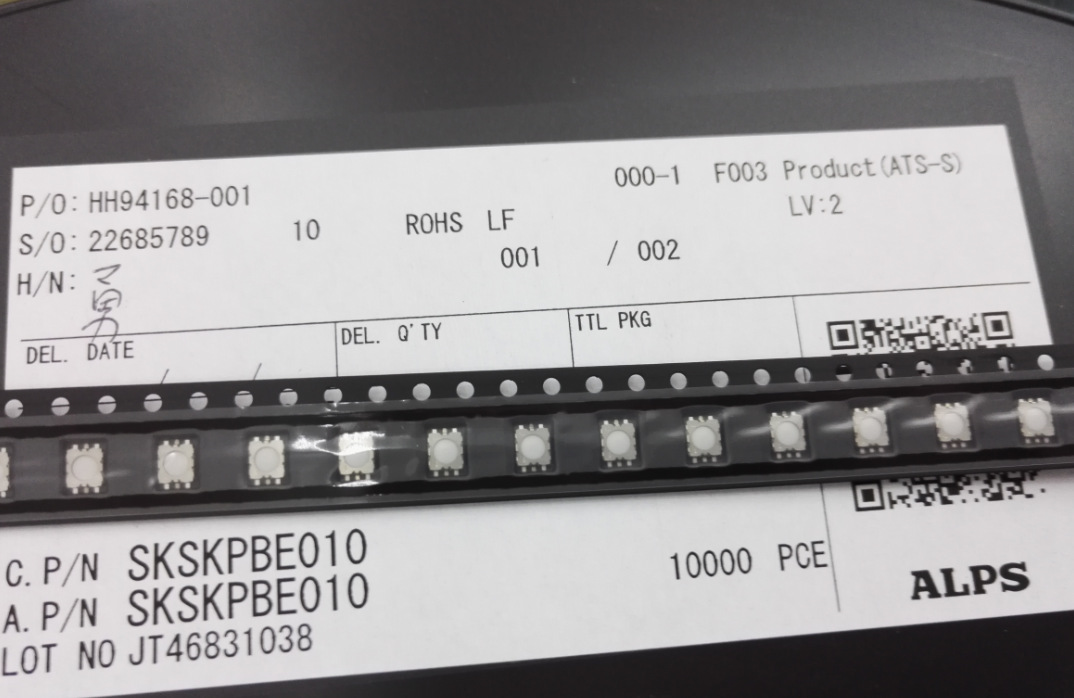 000-1 F003 Product(ATS-S)
P/O: HH94168-001
LV:2
S/O: 22685789 10 ROHS LF
001 / 002
H/N:
DEL. DATE DEL. Q'TY TTL PKG
/ /
C. P/N SKSKPBE010
10000 PCE
A. P/N SKSKPBE010
ALPS
LOT NO JT46831038